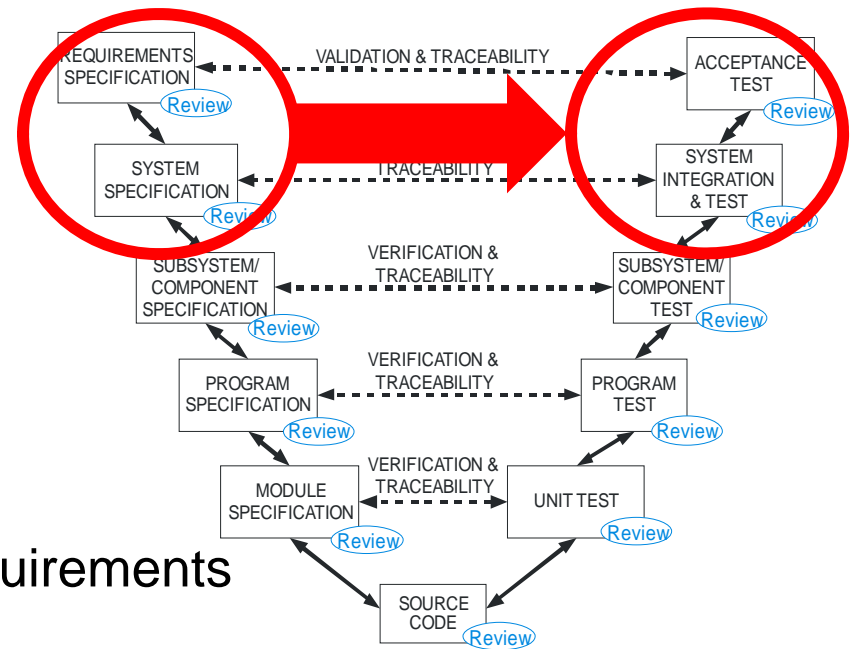 REQUIREMENTS
SPECIFICATION
Review
VALIDATION & TRACEABILITY
ACCEPTANCE
TEST
Review
SYSTEM
SPECIFICATION
Review
TRACEABILITY
SYSTEM
INTEGRATION
& TEST
Review
SUBSYSTEM/
COMPONENT
SPECIFICATION
Review
VERIFICATION &
TRACEABILITY
SUBSYSTEM/
COMPONENT
TEST
Review
PROGRAM
SPECIFICATION
Review
VERIFICATION &
TRACEABILITY
PROGRAM
TEST
Review
MODULE
SPECIFICATION
Review
VERIFICATION &
TRACEABILITY
UNIT TEST
Review
uirements
SOURCE
CODE
Review